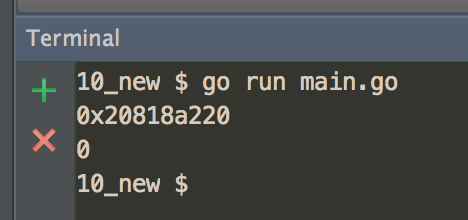 Terminal
10_new $ go run main.go
0x20818a220
0
10_new $